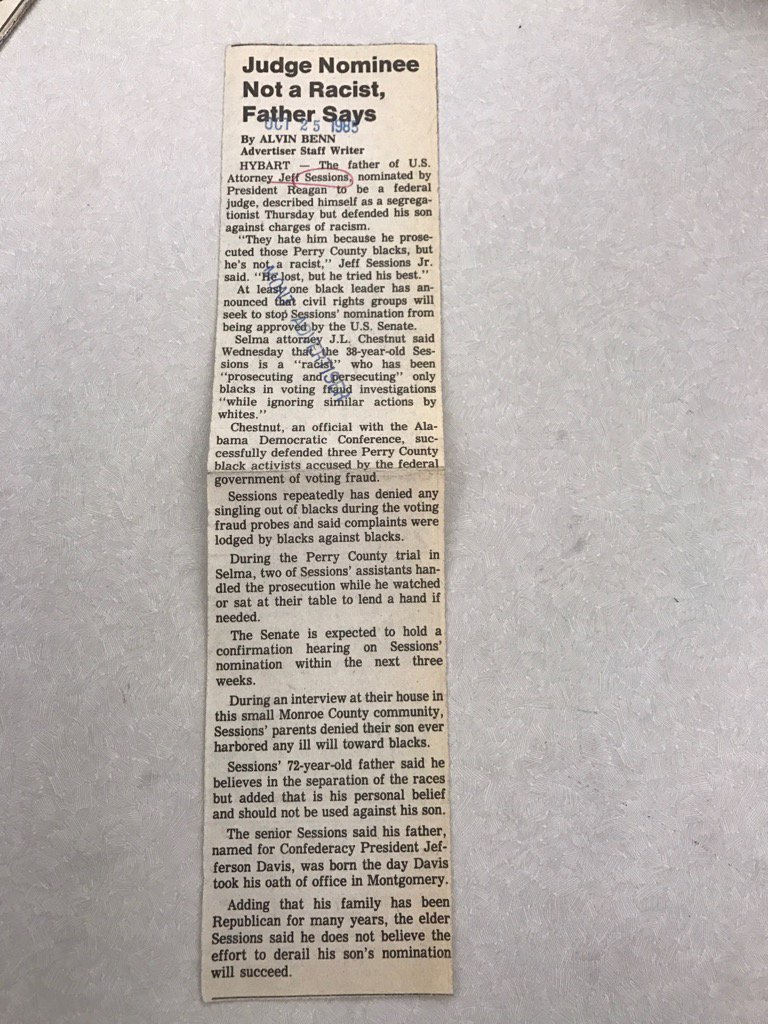 Judge Nominee
Not a Racist,
Father Says
OCT 25 1985
By ALVIN BENN
Advertiser Staff Writer
HYBART — The father of U.S.
Attorney Jeff Sessions, nominated by
President Reagan to be a federal
judge, described himself as a segrega-
tionist Thursday but defended his son
against charges of racism.
"They hate him because he prose-
cuted those Perry County blacks, but
he's not a racist," Jeff Sessions Jr.
said. "He lost, but he tried his best."
At least one black leader has an-
nounced that civil rights groups will
seek to stop Sessions' nomination from
being approved by the U.S. Senate.
Selma attorney J.L. Chestnut said
Wednesday that the 38-year-old Ses-
sions is a "racist" who has been
"prosecuting and persecuting" only
blacks in voting fraud investigations
"while ignoring similar actions by
whites."
Chestnut, an official with the Ala-
bama Democratic Conference, suc-
cessfully defended three Perry County
black activists accused by the federal
government of voting fraud.
Sessions repeatedly has denied any
singling out of blacks during the voting
fraud probes and said complaints were
lodged by blacks against blacks.
During the Perry County trial in
Selma, two of Sessions' assistants han-
dled the prosecution while he watched
or sat at their table to lend a hand if
needed.
The Senate is expected to hold a
confirmation hearing on Sessions'
nomination within the next three
weeks.
During an interview at their house in
this small Monroe County community,
Sessions' parents denied their son ever
harbored any ill will toward blacks.
Sessions' 72-year-old father said he
believes in the separation of the races
but added that is his personal belief
and should not be used against his son.
The senior Sessions said his father,
named for Confederacy President Jef-
ferson Davis, was born the day Davis
took his oath of office in Montgomery.
Adding that his family has been
Republican for many years, the elder
Sessions said he does not believe the
effort to derail his son's nomination
will succeed.
ADVERTISER